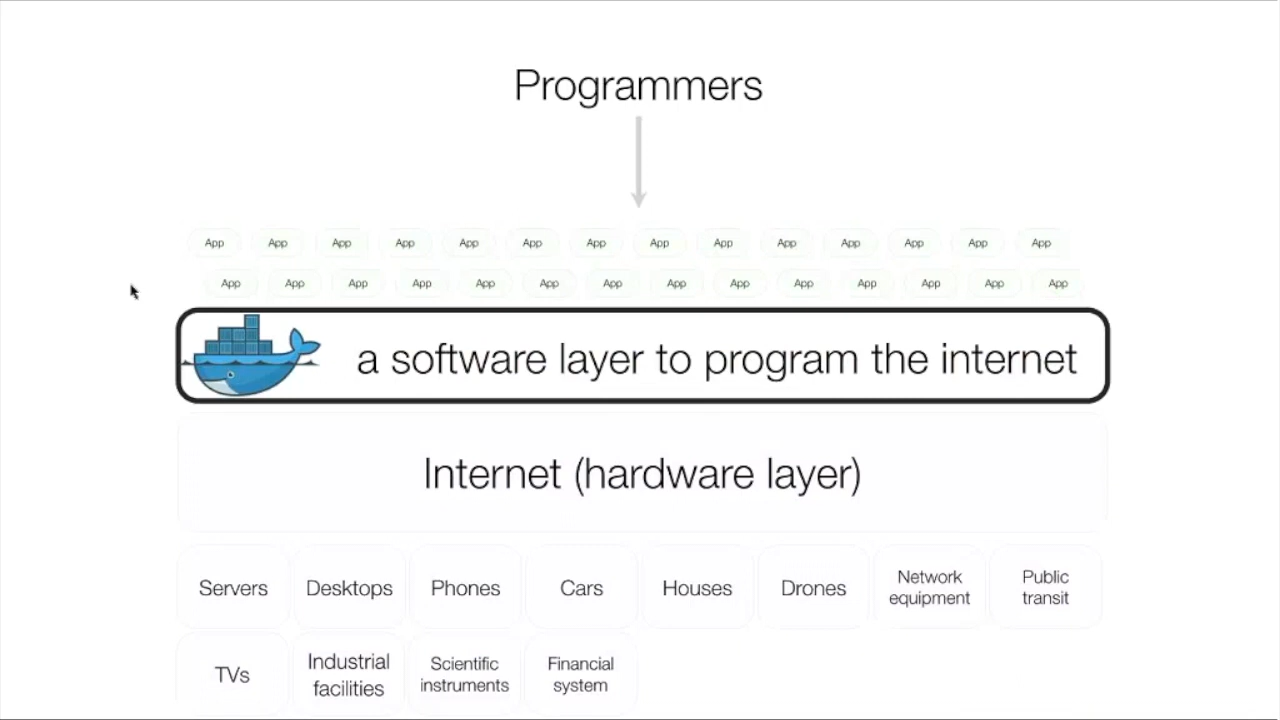 Programmers
App App App App App App App App App App App App App App
App App App App App App App App App App App App App App
a software layer to program the internet
Internet (hardware layer)
Servers Desktops Phones Cars Houses Drones Network equipment Public transit
TVs Industrial facilities Scientific instruments Financial system